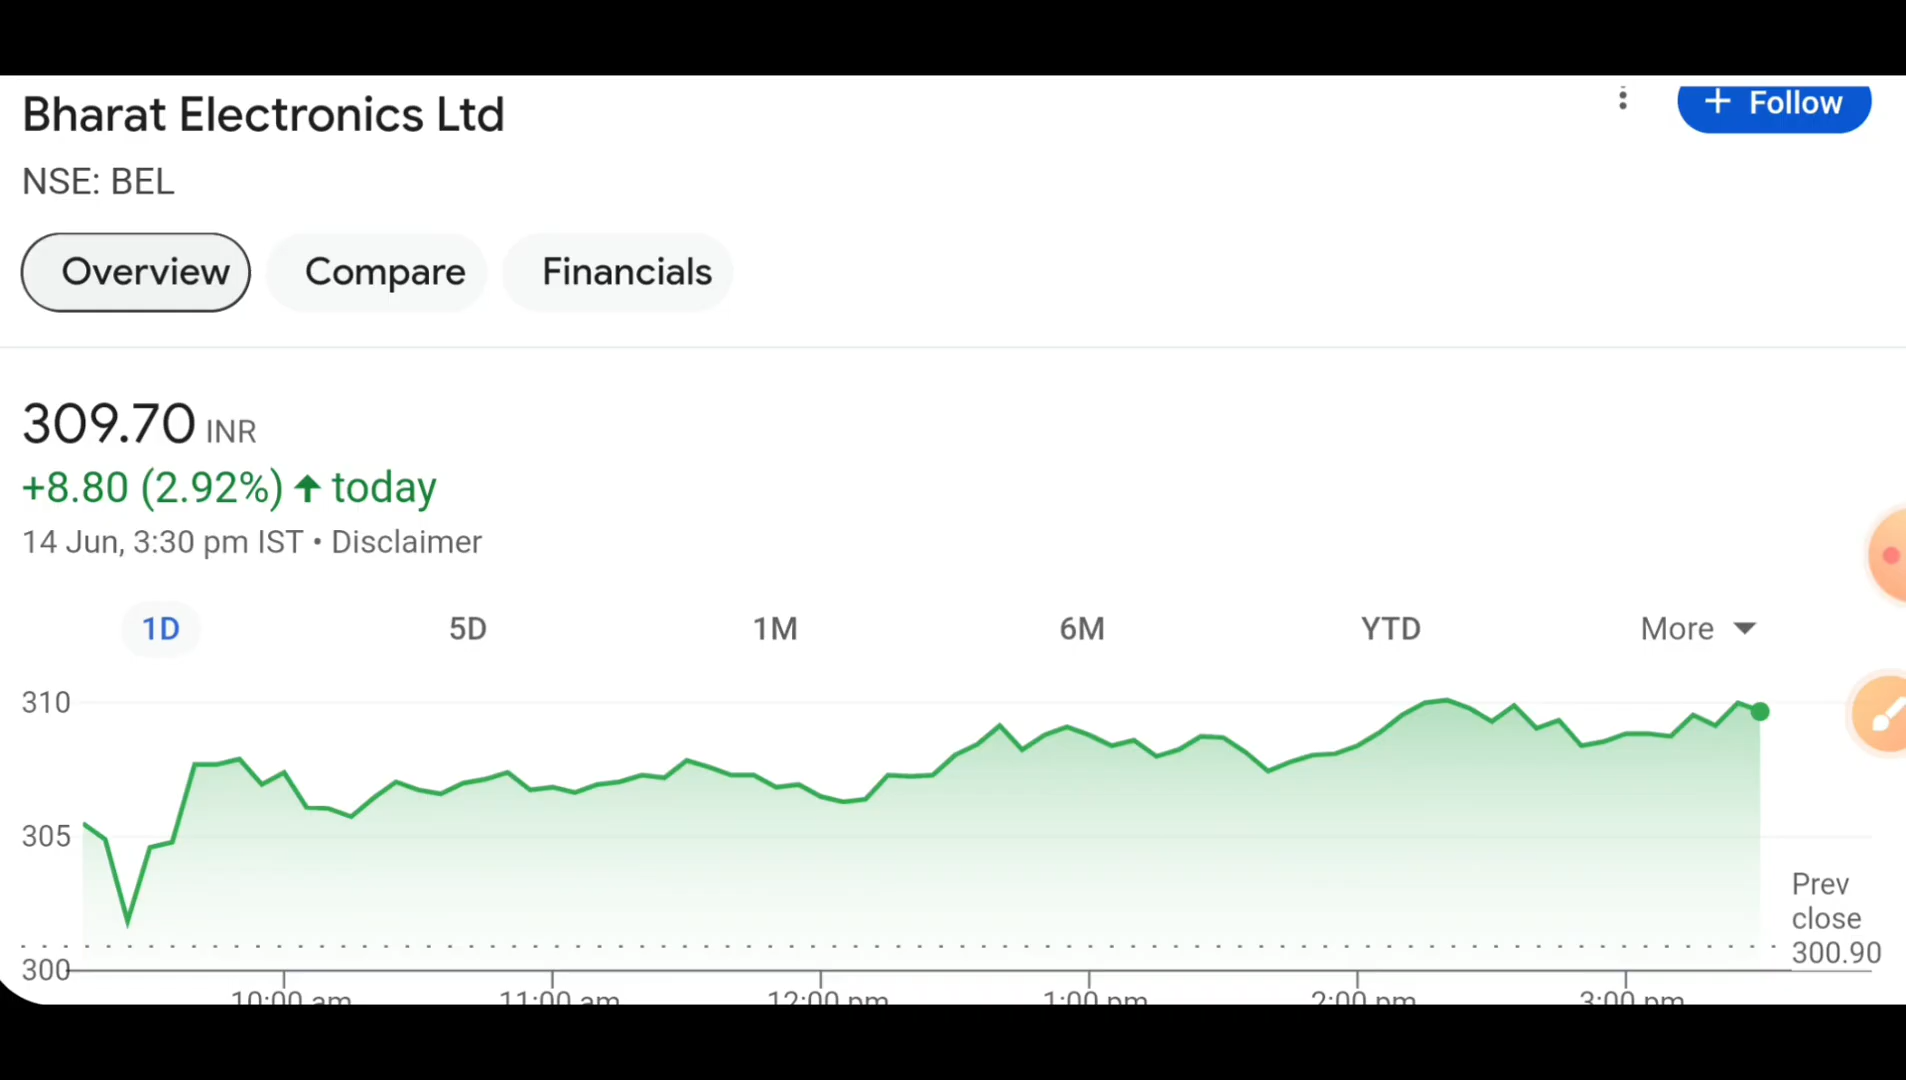 Bharat Electronics Ltd
+ Follow
NSE: BEL
Overview Compare Financials
309.70 INR
+8.80 (2.92%) ↑ today
14 Jun, 3:30 pm IST • Disclaimer
1D 5D 1M 6M YTD More
310
305
Prev
close
300.90
300
10:00 am 11:00 am 12:00 pm 1:00 pm 2:00 pm 3:00 pm